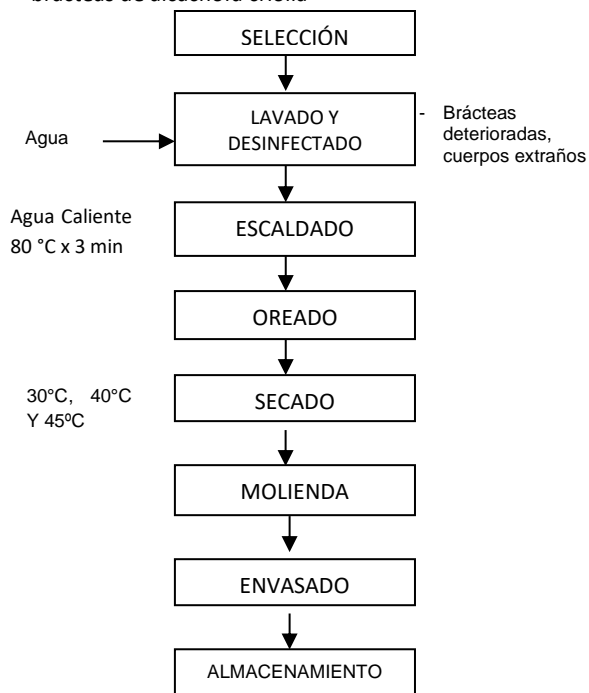 brácteas de alcachofa criolla
SELECCIÓN
LAVADO Y
DESINFECTADO
- Brácteas
deterioradas,
cuerpos extraños
Agua
Agua Caliente
80 °C x 3 min
ESCALDADO
OREADO
30°C, 40°C
Y 45ºC
SECADO
MOLIENDA
ENVASADO
ALMACENAMIENTO